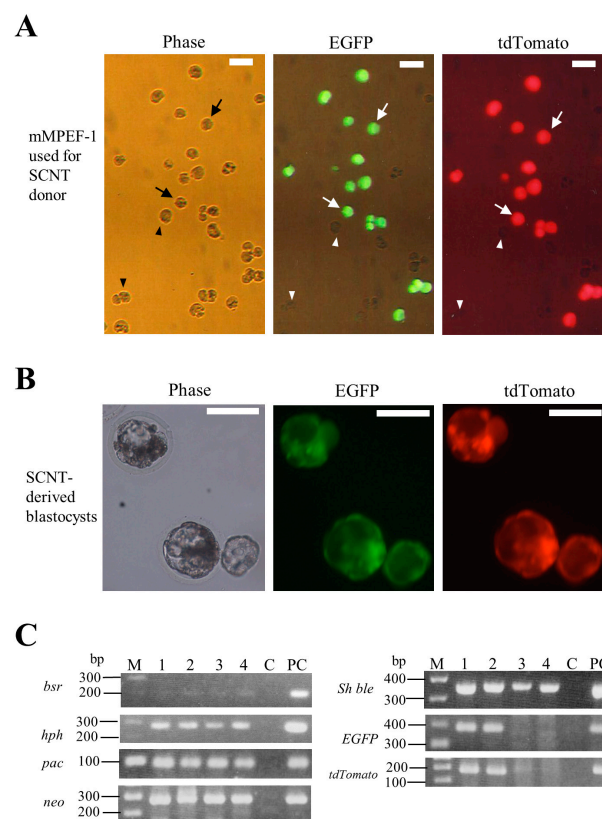 A
Phase EGFP tdTomato
mMPEF-1
used for
SCNT
donor
B
Phase EGFP tdTomato
SCNT-
derived
blastocysts
C
bp M 1 2 3 4 C PC
bsr 300
200
hph 300
200
pac 100
neo 300
200
bp M 1 2 3 4 C PC
Sh ble 400
300
EGFP 400
300
tdTomato 200
100